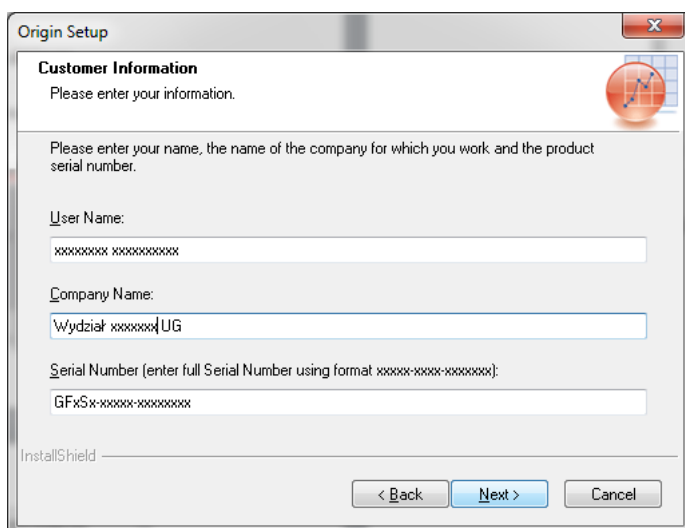 Origin Setup
Customer Information
Please enter your information.
Please enter your name, the name of the company for which you work and the product
serial number.
User Name:
xxxxxxxx xxxxxxxxxx
Company Name:
Wydział xxxxxxx UG
Serial Number (enter full Serial Number using format xxxxx-xxxx-xxxxxxx):
GFxSx-xxxxx-xxxxxxxx
InstallShield
< Back Next > Cancel